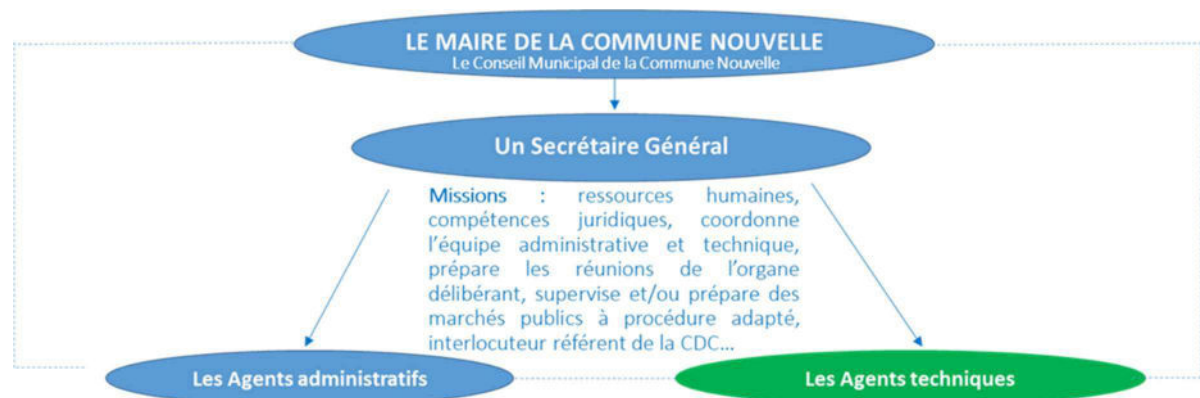 LE MAIRE DE LA COMMUNE NOUVELLE
Le Conseil Municipal de la Commune Nouvelle
Un Secrétaire Général
Missions : ressources humaines,
compétences juridiques, coordonne
l'équipe administrative et technique,
prépare les réunions de l'organe
délibérant, supervise et/ou prépare des
marchés publics à procédure adapté,
interlocuteur référent de la CDC...
Les Agents administratifs
Les Agents techniques